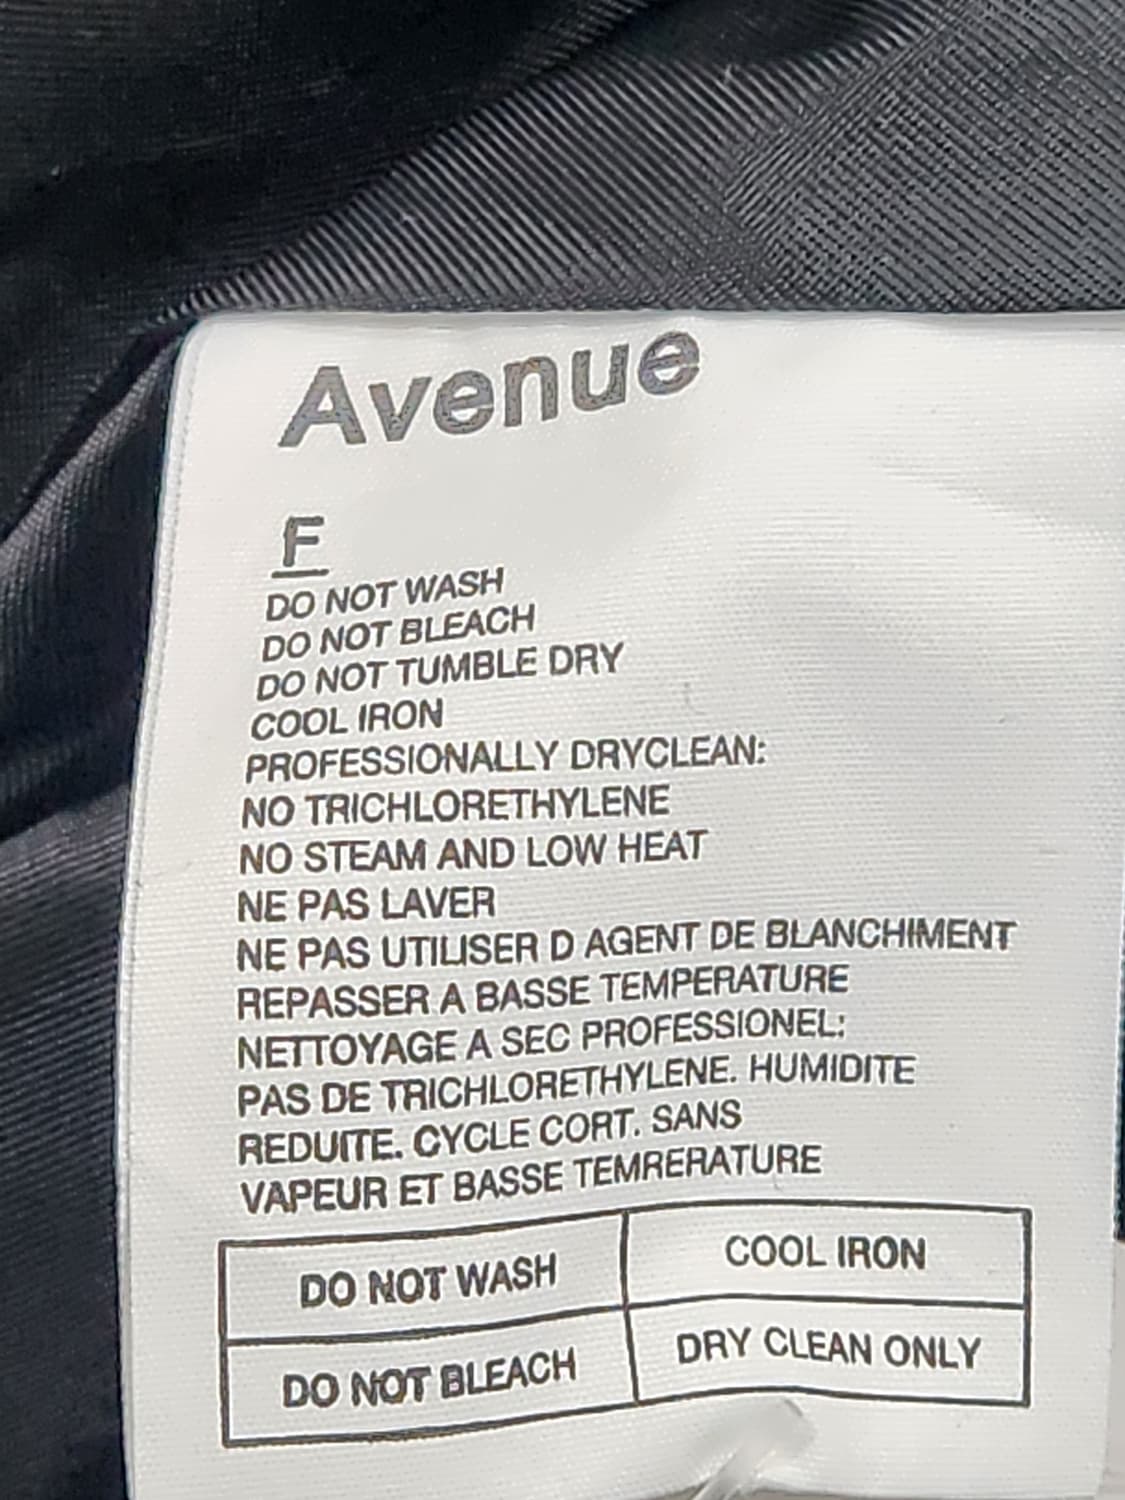 Avenue
F
DO NOT WASH
DO NOT BLEACH
DO NOT TUMBLE DRY
COOL IRON
PROFESSIONALLY DRYCLEAN:
NO TRICHLORETHYLENE
NO STEAM AND LOW HEAT
NE PAS LAVER
NE PAS UTILISER D AGENT DE BLANCHIMENT
REPASSER A BASSE TEMPERATURE
NETTOYAGE A SEC PROFESSIONEL:
PAS DE TRICHLORETHYLENE. HUMIDITE
REDUITE. CYCLE CORT. SANS
VAPEUR ET BASSE TEMRERATURE
DO NOT WASH COOL IRON
DO NOT BLEACH DRY CLEAN ONLY